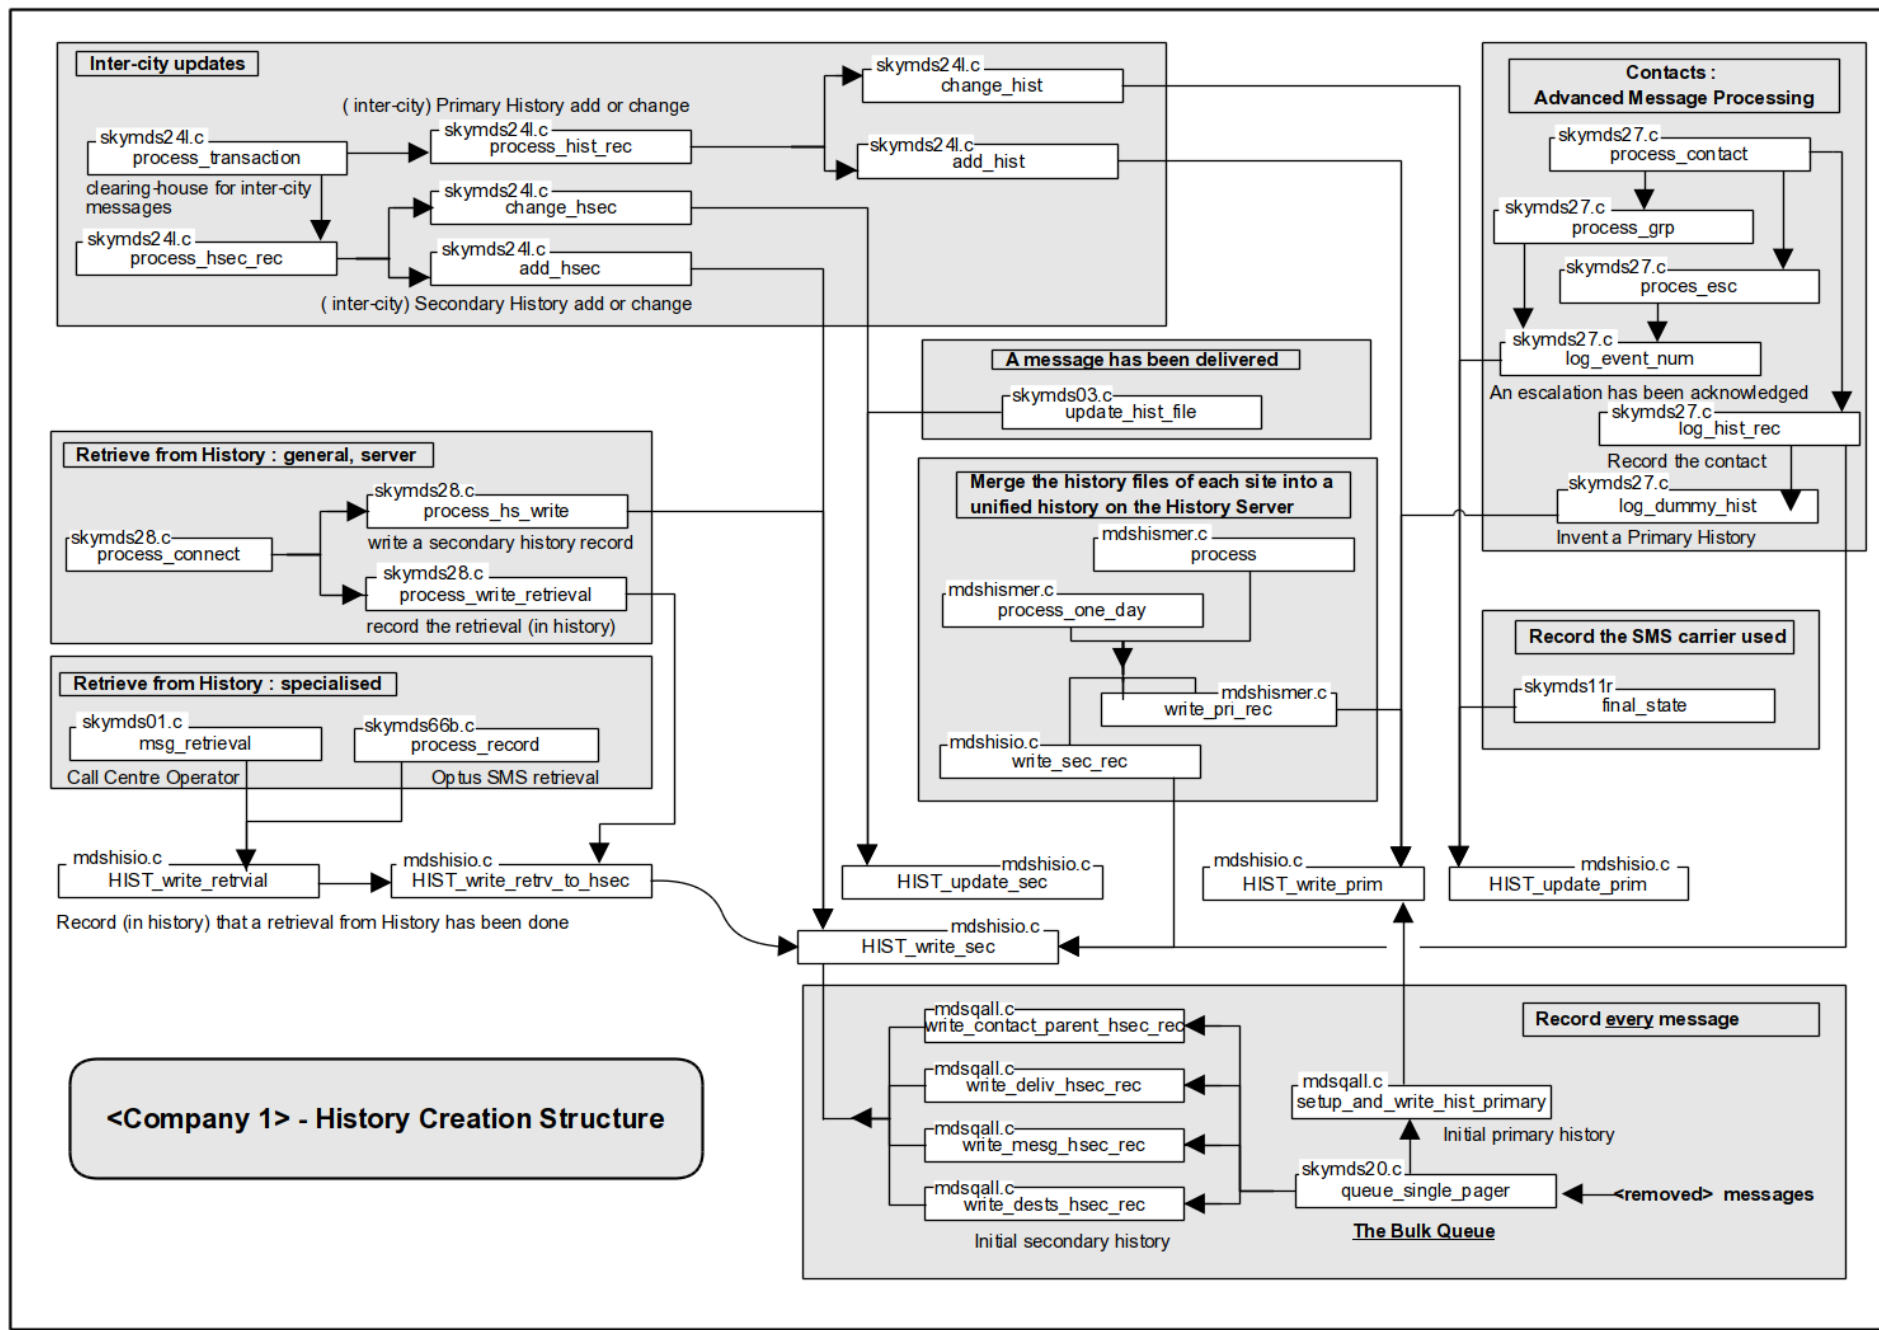 Inter-city updates
( inter-city) Primary History add or change
skymds24l.c
process_transaction
clearing-house for inter-city
messages
skymds24l.c
process_hist_rec
skymds24l.c
change_hist
skymds24l.c
add_hist
skymds24l.c
change_hsec
skymds24l.c
process_hsec_rec
skymds24l.c
add_hsec
( inter-city) Secondary History add or change
Contacts :
Advanced Message Processing
skymds27.c
process_contact
skymds27.c
process_grp
skymds27.c
proces_esc
skymds27.c
log_event_num
An escalation has been acknowledged
skymds27.c
log_hist_rec
Record the contact
skymds27.c
log_dummy_hist
Invent a Primary History
A message has been delivered
skymds03.c
update_hist_file
Retrieve from History : general, server
skymds28.c
process_connect
skymds28.c
process_hs_write
write a secondary history record
skymds28.c
process_write_retrieval
record the retrieval (in history)
Merge the history files of each site into a
unified history on the History Server
mdshismer.c
process
mdshismer.c
process_one_day
mdshismer.c
write_pri_rec
mdshisio.c
write_sec_rec
Record the SMS carrier used
skymds11r
final_state
Retrieve from History : specialised
skymds01.c
msg_retrieval
Call Centre Operator
skymds66b.c
process_record
Optus SMS retrieval
mdshisio.c
HIST_write_retrvial
mdshisio.c
HIST_write_retrv_to_hsec
Record (in history) that a retrieval from History has been done
mdshisio.c
HIST_update_sec
mdshisio.c
HIST_write_prim
mdshisio.c
HIST_update_prim
mdshisio.c
HIST_write_sec
Record every message
mdsqall.c
write_contact_parent_hsec_rec
mdsqall.c
write_deliv_hsec_rec
mdsqall.c
write_mesg_hsec_rec
mdsqall.c
write_dests_hsec_rec
Initial secondary history
mdsqall.c
setup_and_write_hist_primary
Initial primary history
skymds20.c
queue_single_pager
<removed> messages
The Bulk Queue
<Company 1> - History Creation Structure